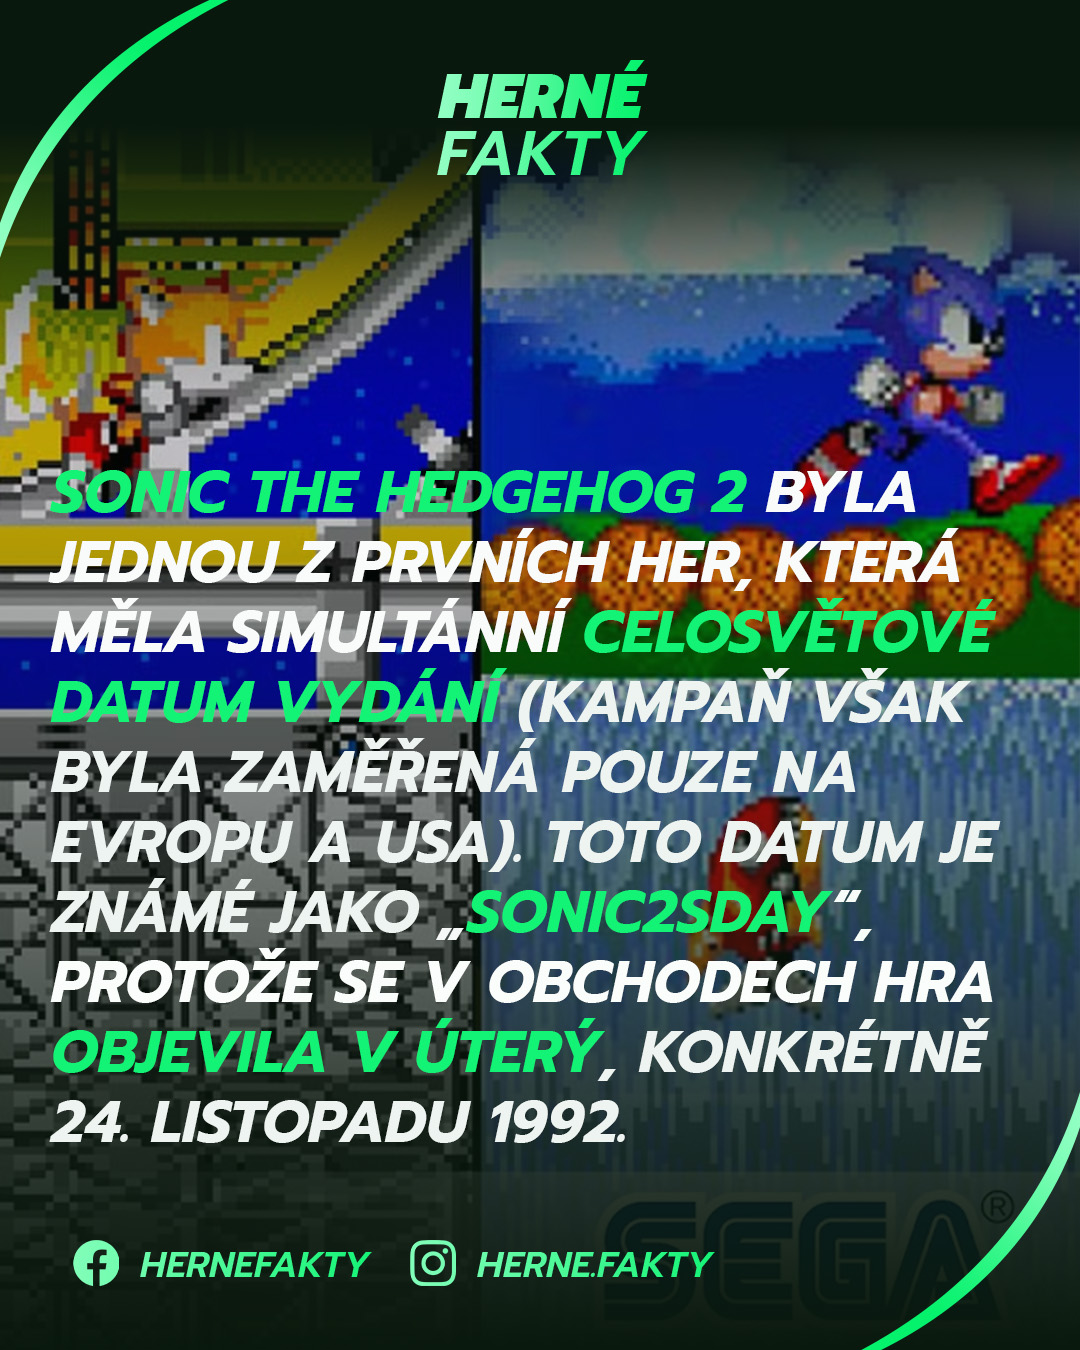 HERNÉ
FAKTY
SONIC THE HEDGEHOG 2 BYLA
JEDNOU Z PRVNÍCH HER, KTERÁ
MĚLA SIMULTÁNNÍ CELOSVĚTOVÉ
DATUM VYDÁNÍ (KAMPAŇ VŠAK
BYLA ZAMĚŘENÁ POUZE NA
EVROPU A USA). TOTO DATUM JE
ZNÁMÉ JAKO „SONIC2SDAY“,
PROTOŽE SE V OBCHODECH HRA
OBJEVILA V ÚTERÝ, KONKRÉTNĚ
24. LISTOPADU 1992.
SEGA®
HERNEFAKTY HERNE.FAKTY